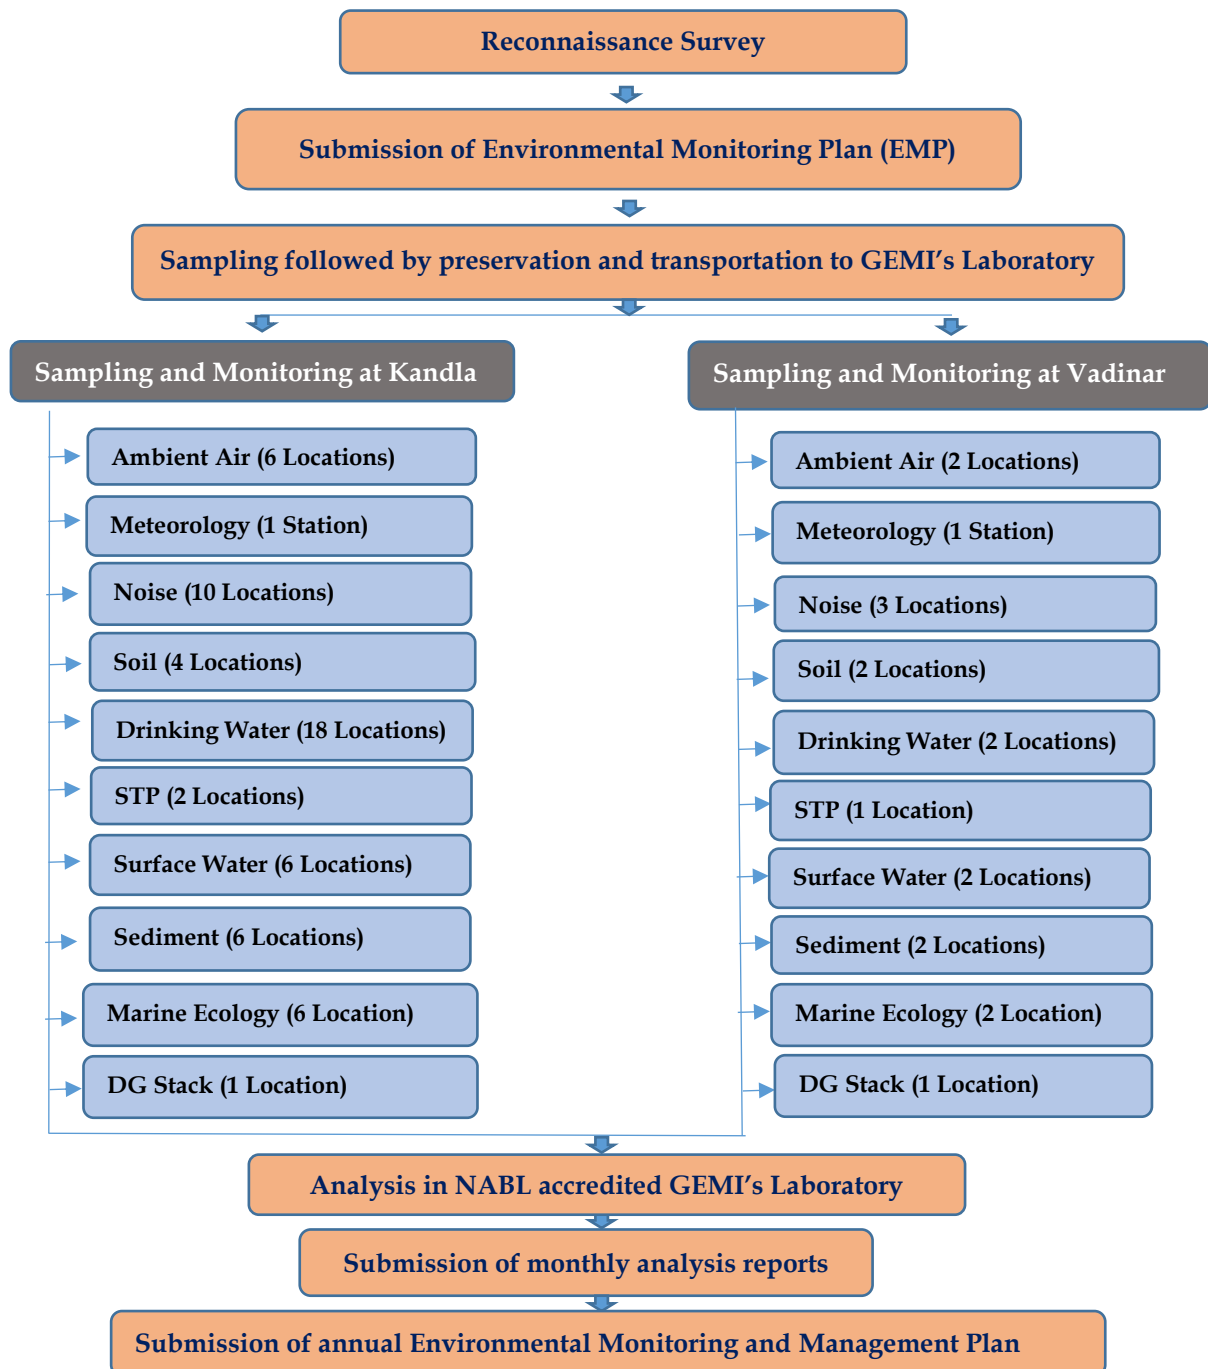 Reconnaissance Survey
Submission of Environmental Monitoring Plan (EMP)
Sampling followed by preservation and transportation to GEMI’s Laboratory
Sampling and Monitoring at Kandla
Ambient Air (6 Locations)
Meteorology (1 Station)
Noise (10 Locations)
Soil (4 Locations)
Drinking Water (18 Locations)
STP (2 Locations)
Surface Water (6 Locations)
Sediment (6 Locations)
Marine Ecology (6 Location)
DG Stack (1 Location)
Sampling and Monitoring at Vadinar
Ambient Air (2 Locations)
Meteorology (1 Station)
Noise (3 Locations)
Soil (2 Locations)
Drinking Water (2 Locations)
STP (1 Location)
Surface Water (2 Locations)
Sediment (2 Locations)
Marine Ecology (2 Location)
DG Stack (1 Location)
Analysis in NABL accredited GEMI’s Laboratory
Submission of monthly analysis reports
Submission of annual Environmental Monitoring and Management Plan